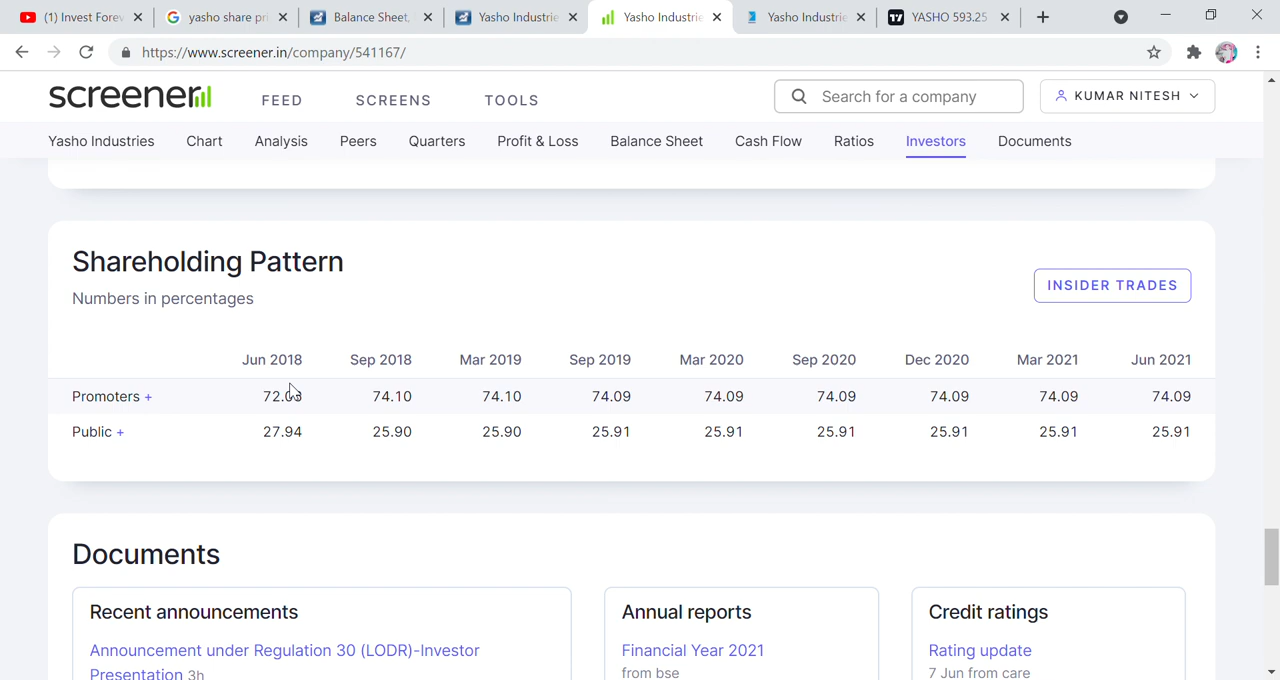 (1) Invest Forev
yasho share pri
Balance Sheet,
Yasho Industrie
Yasho Industrie
Yasho Industrie
YASHO 593.25
https://www.screener.in/company/541167/
screener
FEED
SCREENS
TOOLS
Search for a company
KUMAR NITESH
Yasho Industries Chart Analysis Peers Quarters Profit & Loss Balance Sheet Cash Flow Ratios Investors Documents
Shareholding Pattern
Numbers in percentages
INSIDER TRADES
Jun 2018 Sep 2018 Mar 2019 Sep 2019 Mar 2020 Sep 2020 Dec 2020 Mar 2021 Jun 2021
Promoters + 74.10 74.10 74.09 74.09 74.09 74.09 74.09 74.09
Public + 27.94 25.90 25.90 25.91 25.91 25.91 25.91 25.91 25.91
Documents
Recent announcements
Announcement under Regulation 30 (LODR)-Investor
Presentation 3h
Annual reports
Financial Year 2021
from bse
Credit ratings
Rating update
7 Jun from care